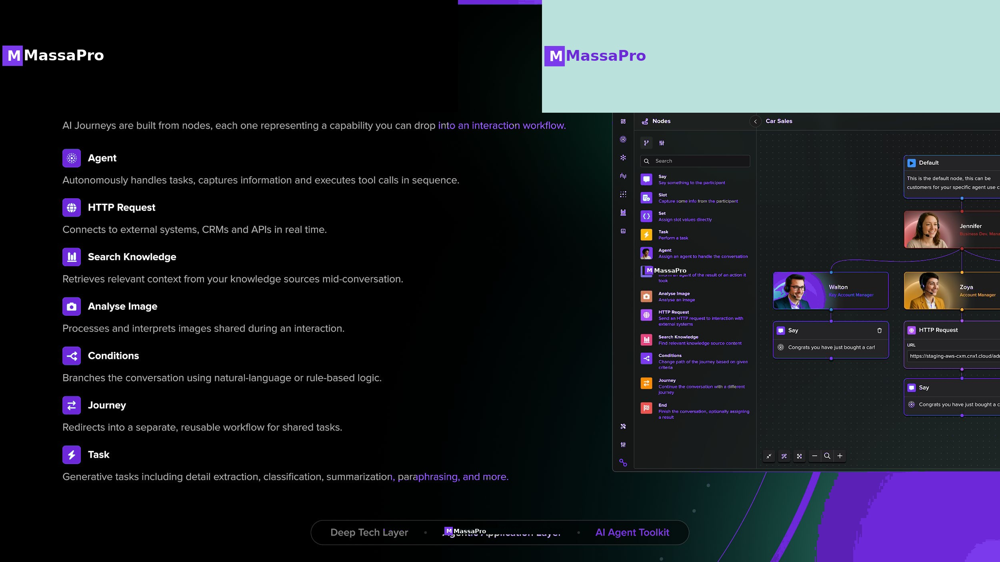 M MassaPro
M MassaPro
AI Journeys are built from nodes, each one representing a capability you can drop into an interaction workflow.
Agent
Autonomously handles tasks, captures information and executes tool calls in sequence.
HTTP Request
Connects to external systems, CRMs and APIs in real time.
Search Knowledge
Retrieves relevant context from your knowledge sources mid-conversation.
Analyse Image
Processes and interprets images shared during an interaction.
Conditions
Branches the conversation using natural-language or rule-based logic.
Journey
Redirects into a separate, reusable workflow for shared tasks.
Task
Generative tasks including detail extraction, classification, summarization, paraphrasing, and more.
Nodes
Search
Say
Say something to the participant
Slot
Capture some info from the participant
Set
Assign slot values directly
Task
Perform a task
Agent
Assign an agent to handle the conversation
M MassaPro
Inform an agent of the result of an action it
took
Analyse Image
Analyse an image
HTTP Request
Send an HTTP request to interaction with
external systems
Search Knowledge
Find relevant knowledge source content
Conditions
Change path of the journey based on given
criteria
Journey
Continue the conversation with a different
journey
End
Finish the conversation, optionally assigning
a result
Car Sales
Default
This is the default node, this can be
customers for your specific agent use
Jennifer
Business Dev.
Walton
Key Account Manager
Zoya
Account Manager
Say
Congrats you have just bought a car!
HTTP Request
URL
https://staging-aws-cxm.cnx1.cloud/ad
Say
Congrats you have just bought a
Deep Tech Layer
M MassaPro
Agentic Application Layer
AI Agent Toolkit